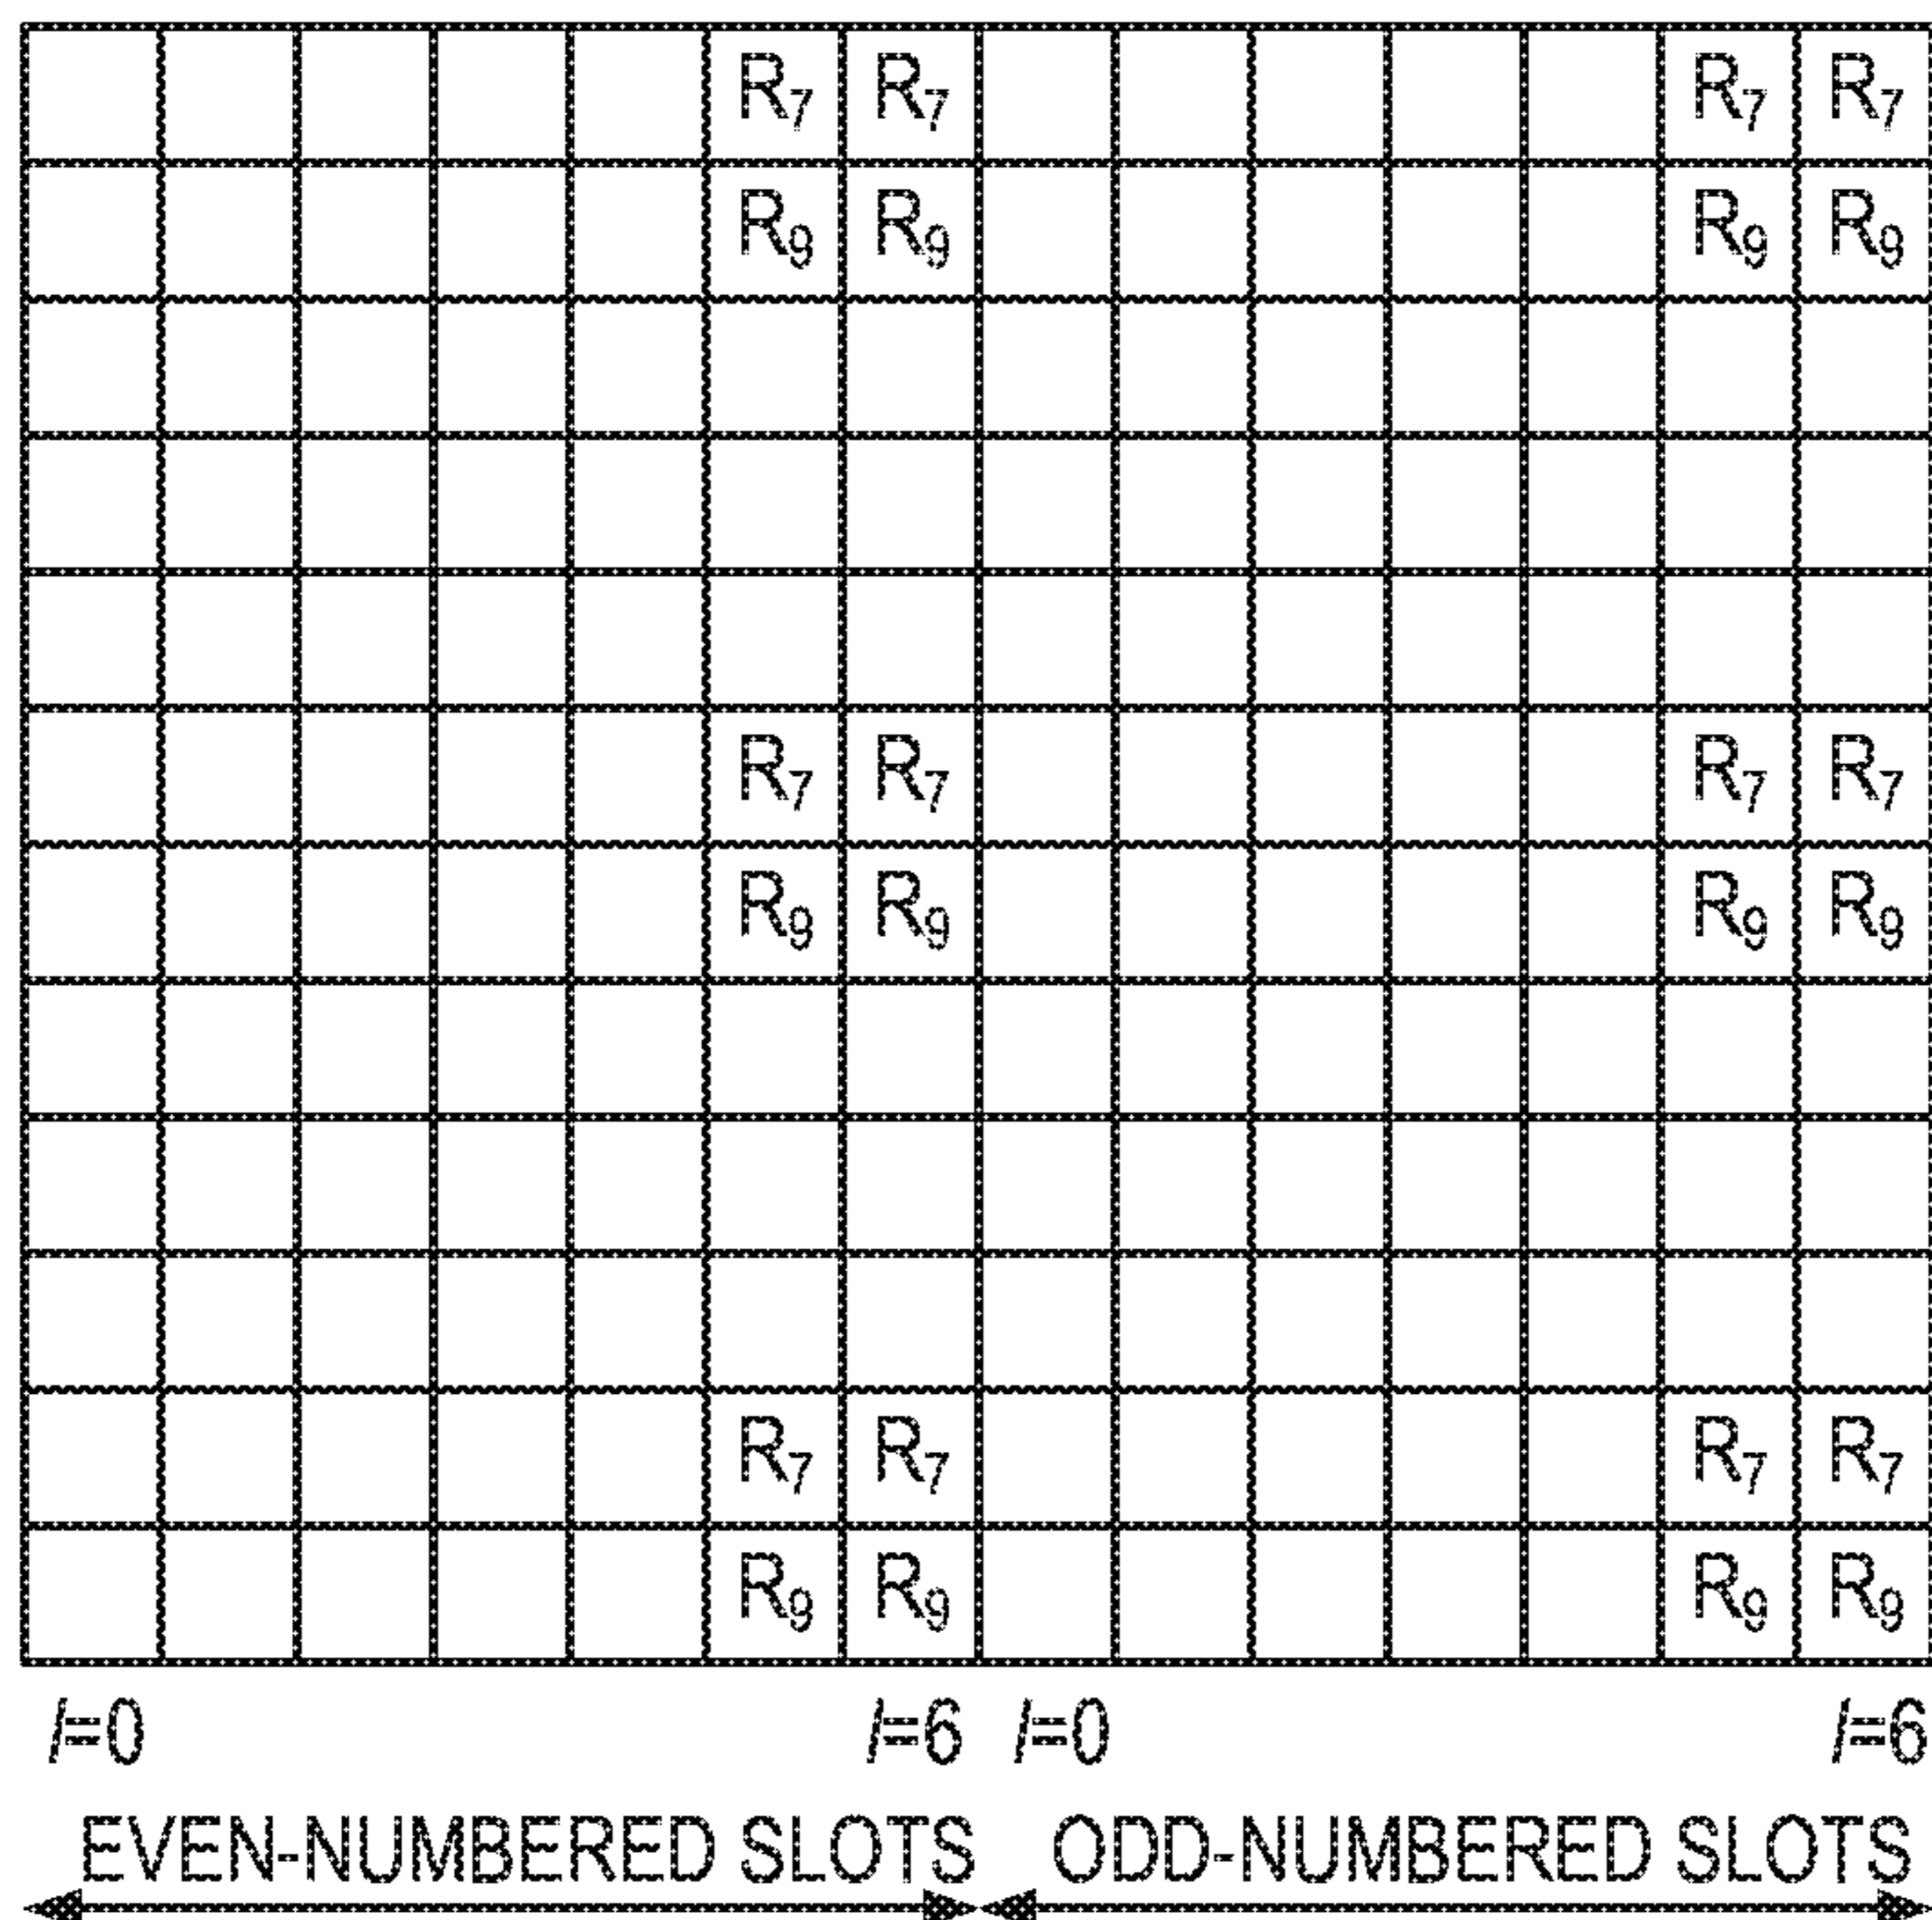 R₇ R₇ R₇ R₇
R₉ R₉ R₉ R₉
R₇ R₇ R₇ R₇
R₉ R₉ R₉ R₉
R₇ R₇ R₇ R₇
R₉ R₉ R₉ R₉
l=0 l=6 l=0 l=6
EVEN-NUMBERED SLOTS ODD-NUMBERED SLOTS